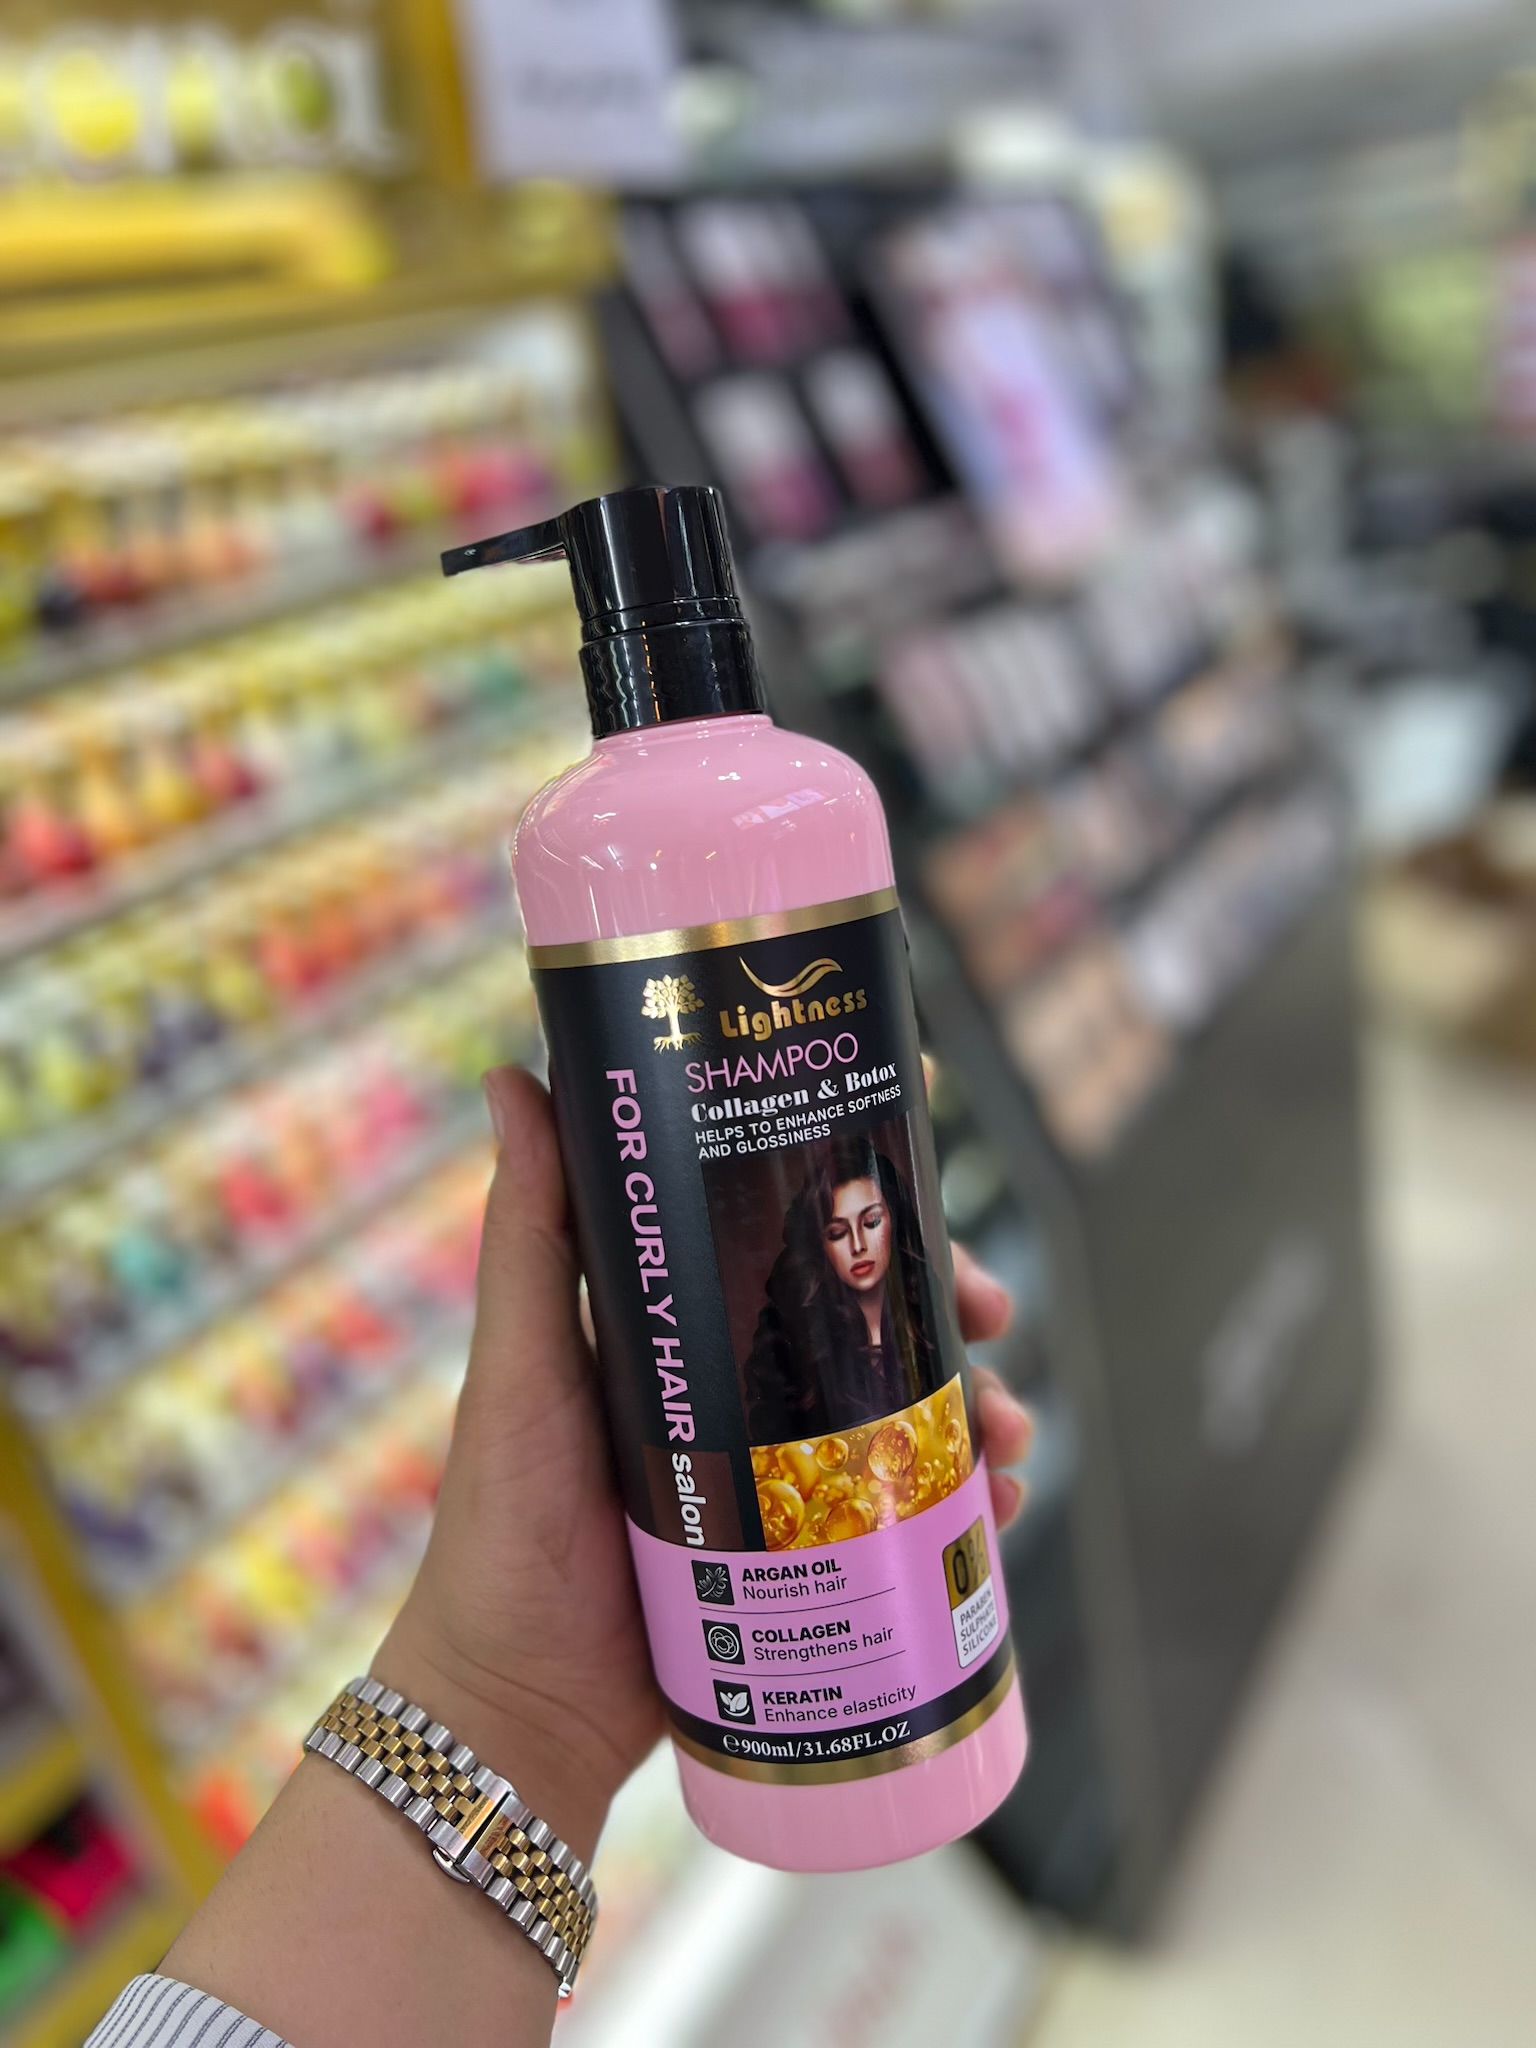 Lightness
SHAMPOO
Collagen & Botox
HELPS TO ENHANCE SOFTNESS
AND GLOSSINESS
FOR CURLY HAIR salon
ARGAN OIL
Nourish hair
COLLAGEN
Strengthens hair
KERATIN
Enhance elasticity
0%
PARABEN
SULPHATE
SILICONE
℮900ml/31.68FL.OZ